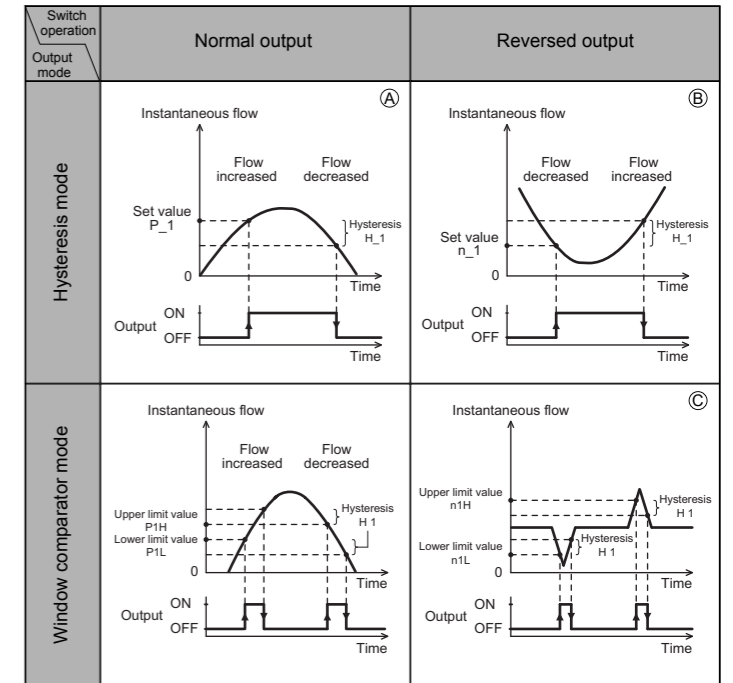 Switch
operation
Output
mode
Normal output
Reversed output
Hysteresis mode
A
Instantaneous flow
Flow
increased
Flow
decreased
Set value
P_1
Hysteresis
H_1
0
Time
ON
Output
OFF
Time
B
Instantaneous flow
Flow
decreased
Flow
increased
Set value
n_1
Hysteresis
H_1
0
Time
ON
Output
OFF
Time
Window comparator mode
Instantaneous flow
Flow
increased
Flow
decreased
Upper limit value
P1H
Lower limit value
P1L
Hysteresis
H 1
0
Time
ON
Output
OFF
Time
C
Instantaneous flow
Upper limit value
n1H
Hysteresis
H 1
Lower limit value
n1L
Hysteresis
H 1
0
Time
ON
Output
OFF
Time